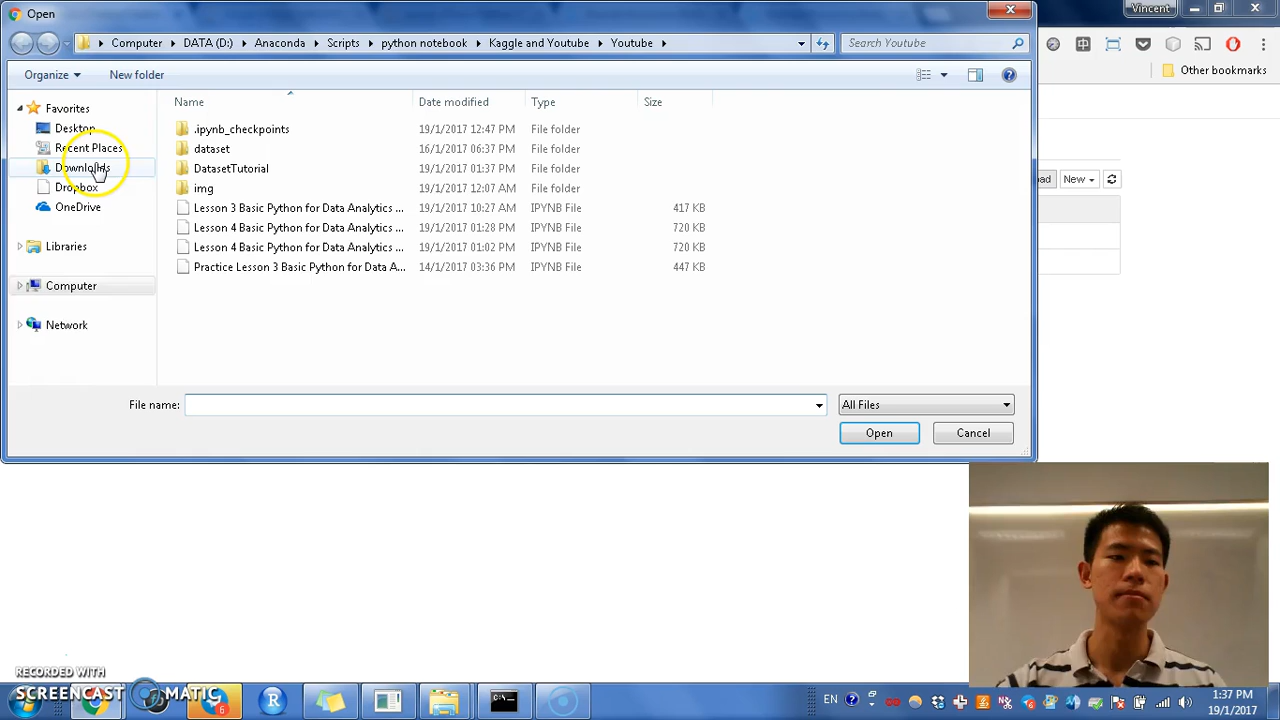 Open
Vincent
Computer DATA (D:) Anaconda Scripts python notebook Kaggle and Youtube Youtube
Search Youtube
Organize New folder
Other bookmarks
Favorites
Desktop
Recent Places
Downloads
Dropbox
OneDrive
Libraries
Computer
Network
Name Date modified Type Size
.ipynb_checkpoints 19/1/2017 12:47 PM File folder
dataset 16/1/2017 06:37 PM File folder
DatasetTutorial 19/1/2017 01:37 PM File folder
img 19/1/2017 12:07 AM File folder
Lesson 3 Basic Python for Data Analytics ... 19/1/2017 10:27 AM IPYNB File 417 KB
Lesson 4 Basic Python for Data Analytics ... 19/1/2017 01:28 PM IPYNB File 720 KB
Lesson 4 Basic Python for Data Analytics ... 19/1/2017 01:02 PM IPYNB File 720 KB
Practice Lesson 3 Basic Python for Data A... 14/1/2017 03:36 PM IPYNB File 447 KB
oad New
File name: All Files
Open Cancel
RECORDED WITH
SCREENCAST MATIC
6
R
C:\_
EN
1:37 PM
19/1/2017